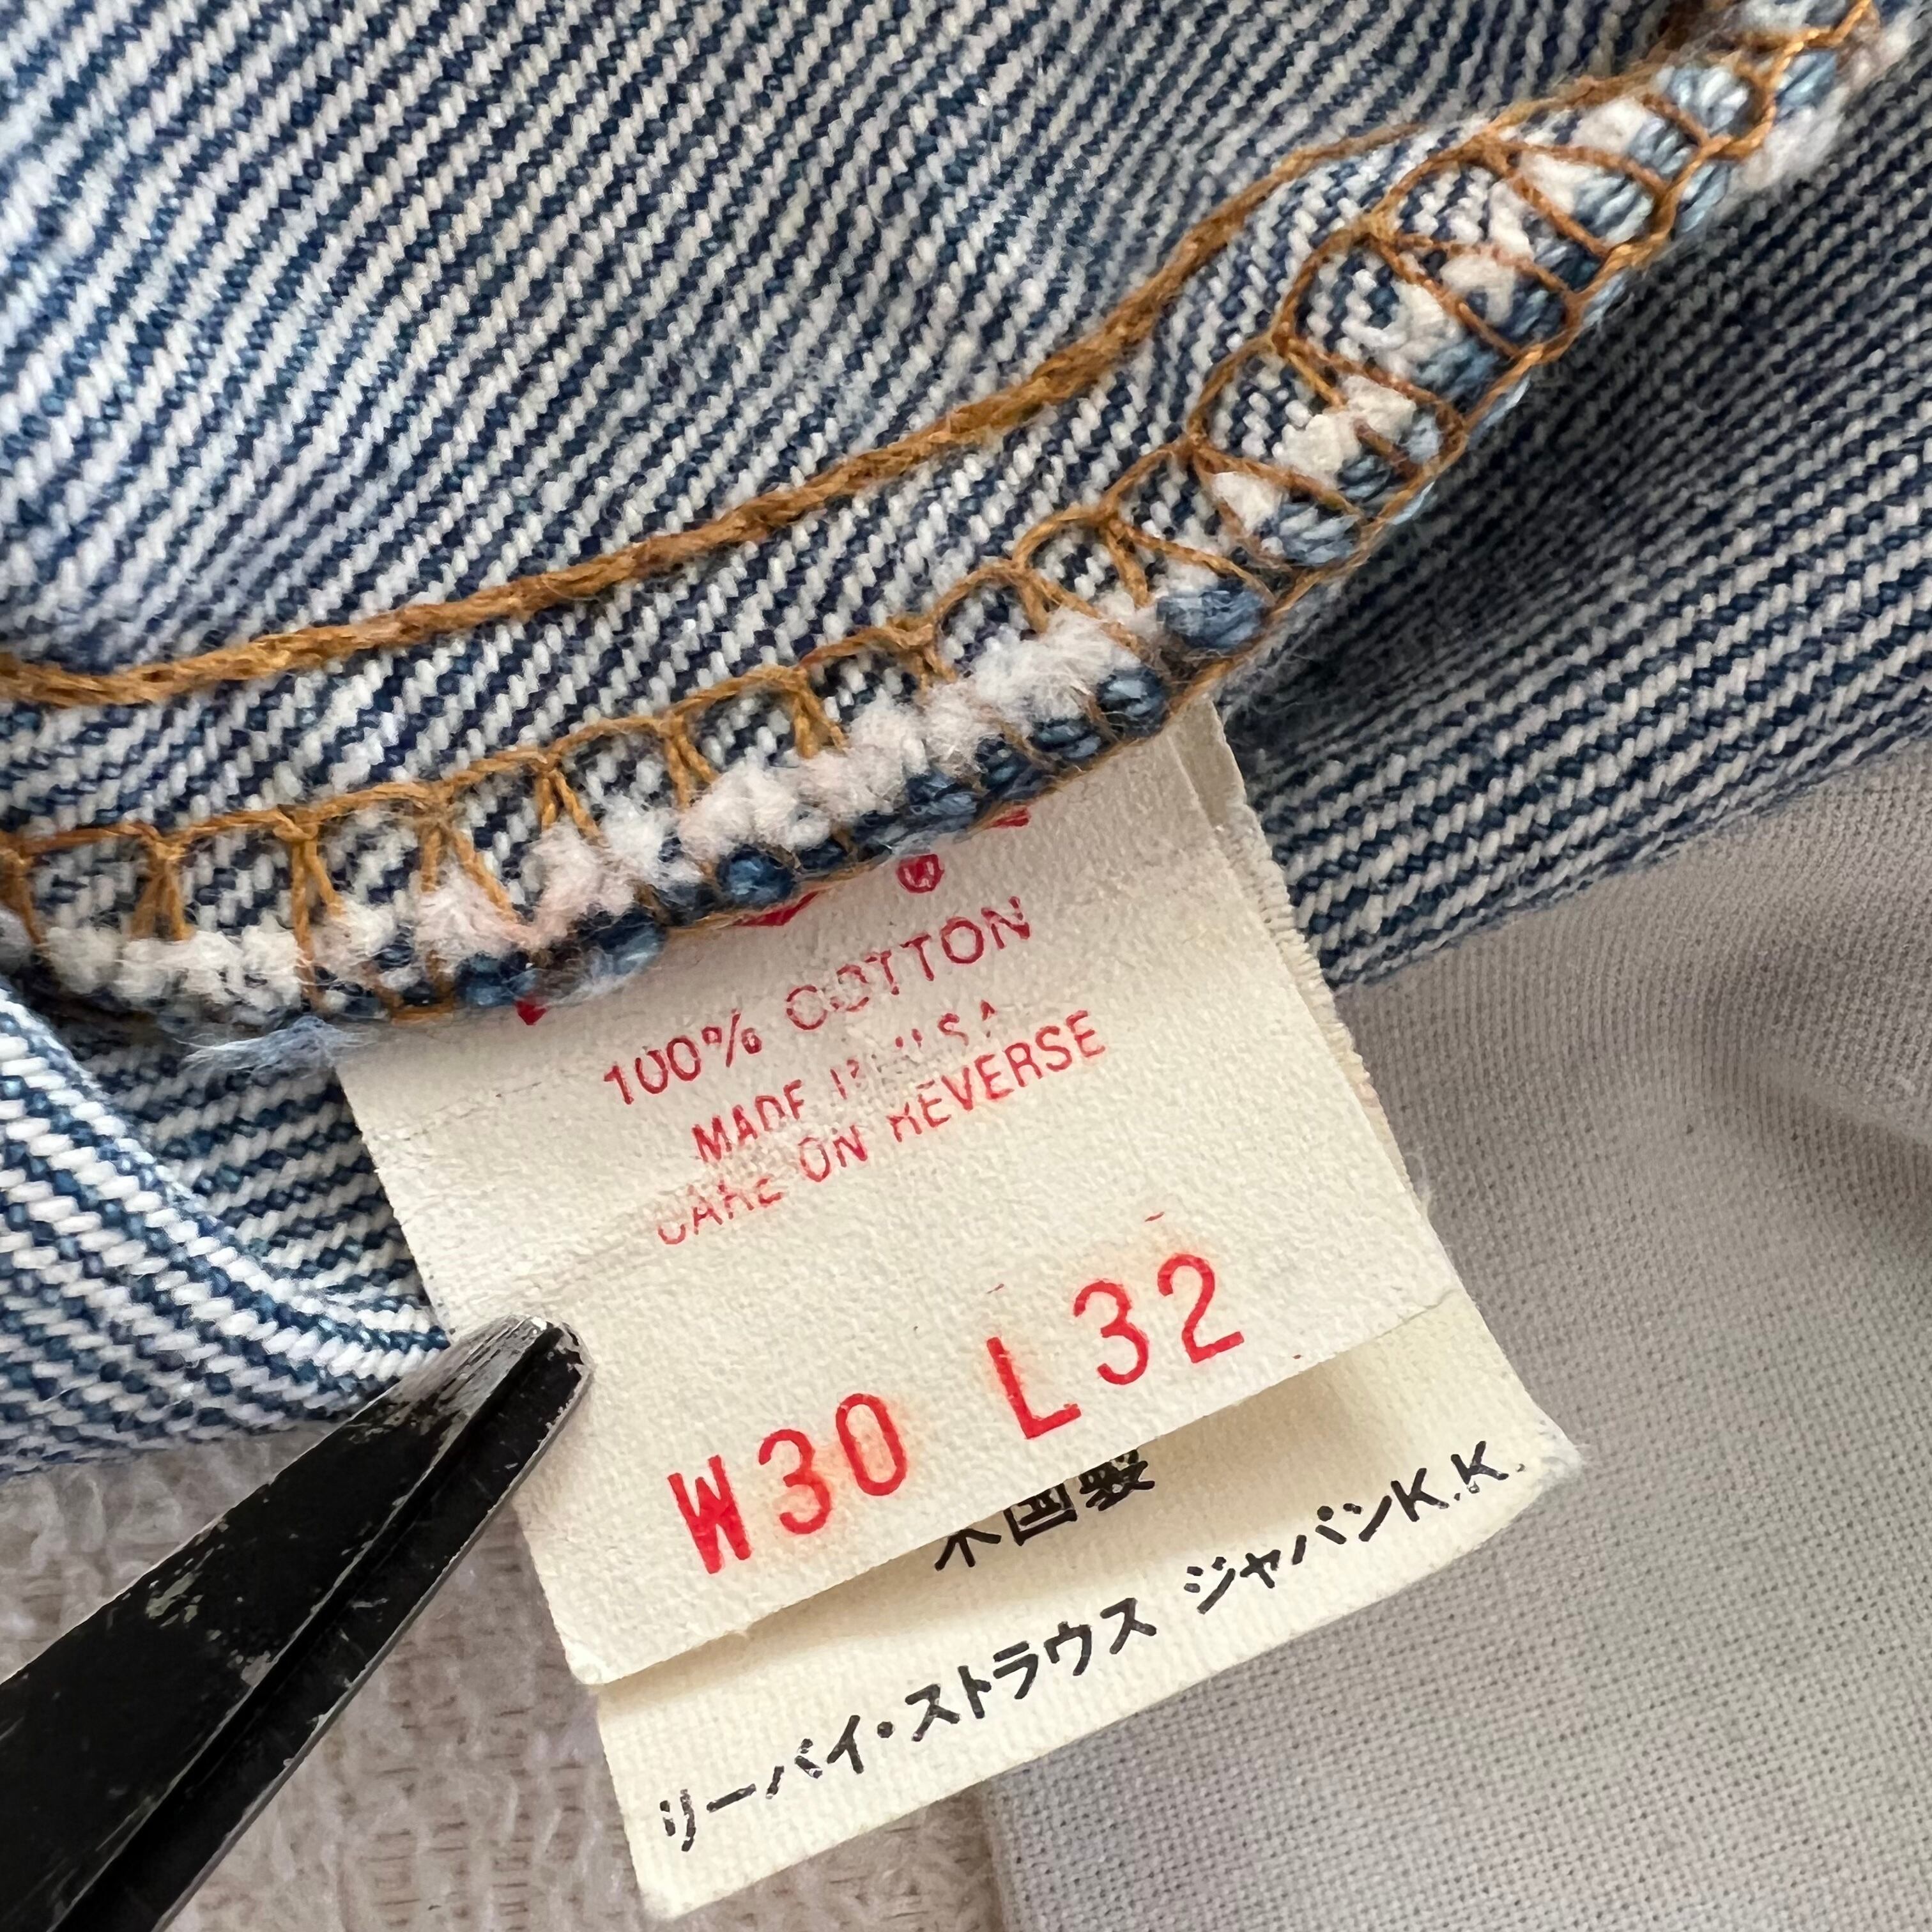 100% COTTON
MADE IN U.S.A.
CARE ON REVERSE
W30 L32
米国製
リーバイ・ストラウス ジャパンK.K.